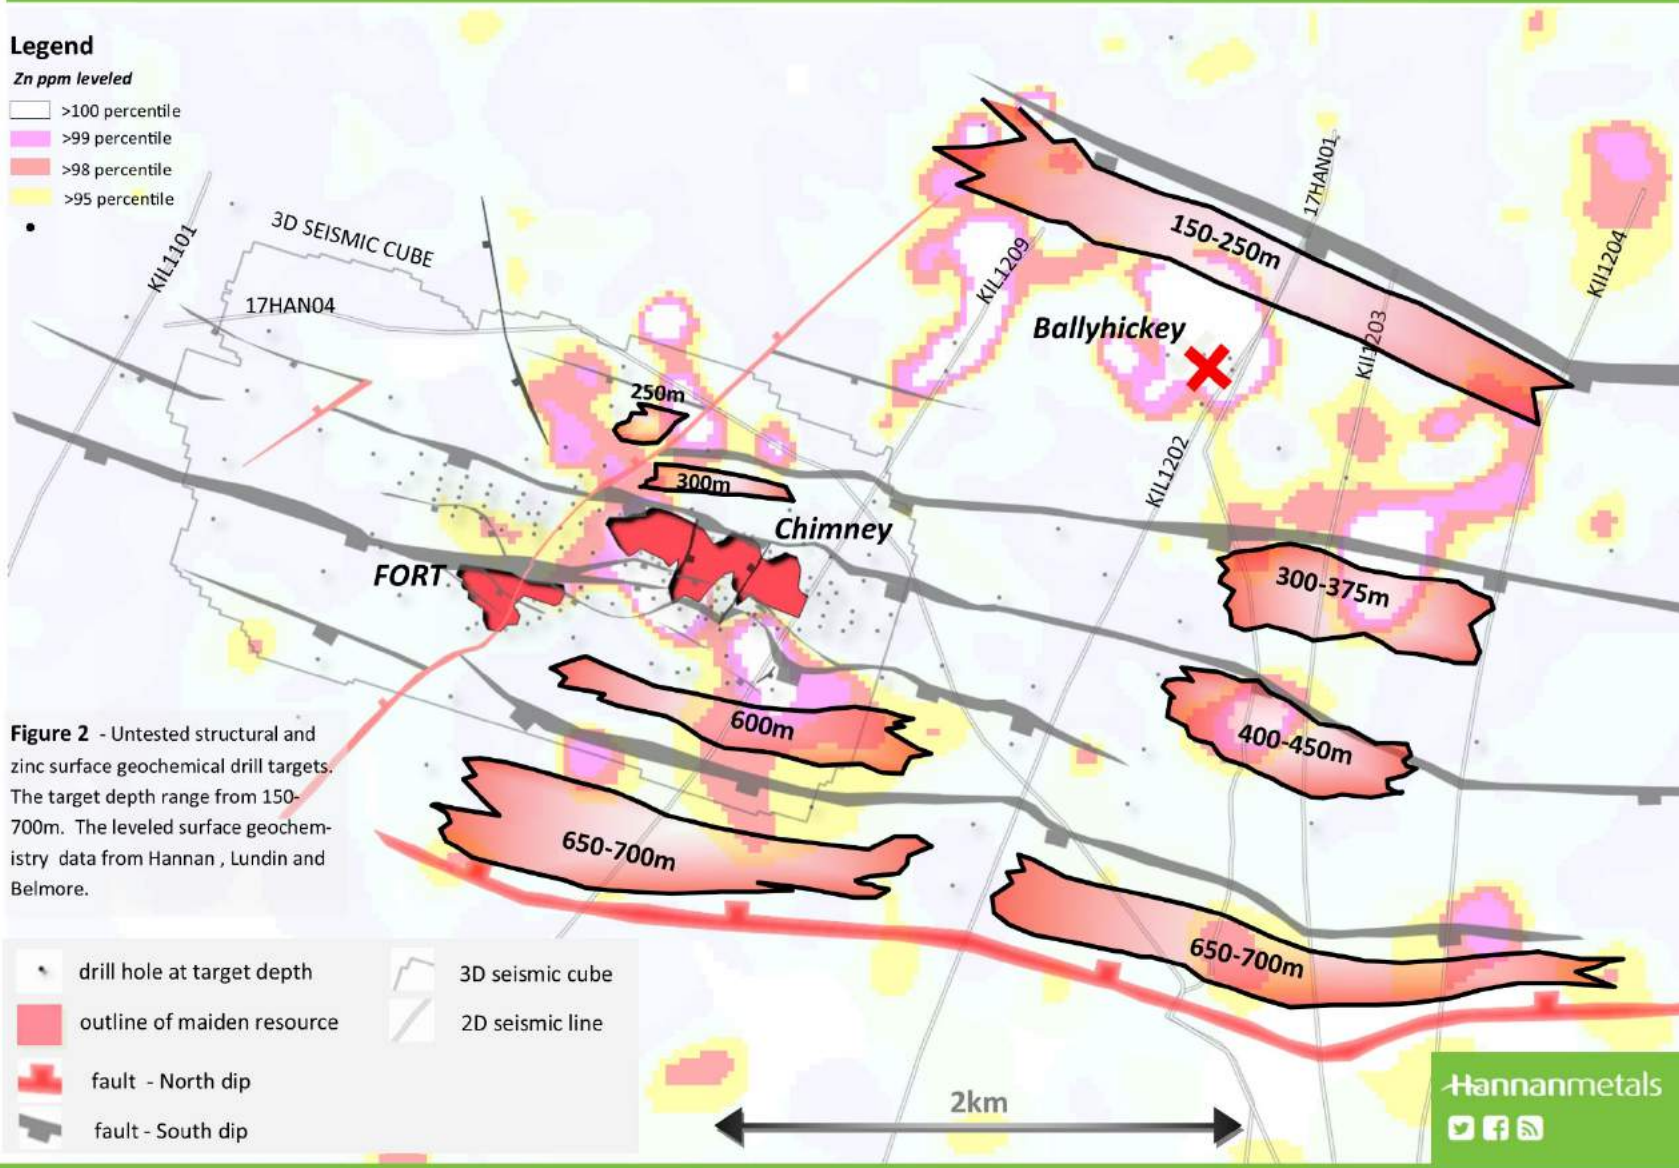 Legend
Zn ppm leveled
>100 percentile
>99 percentile
>98 percentile
>95 percentile
KIL1101
3D SEISMIC CUBE
17HAN04
KIL1209
17HAN01
150-250m
KIl1204
Ballyhickey
KIl1203
KIL1202
250m
300m
Chimney
FORT
300-375m
600m
400-450m
650-700m
650-700m
Figure 2 - Untested structural and
zinc surface geochemical drill targets.
The target depth range from 150-
700m. The leveled surface geochem-
istry data from Hannan , Lundin and
Belmore.
drill hole at target depth
outline of maiden resource
fault - North dip
fault - South dip
3D seismic cube
2D seismic line
2km
Hannanmetals